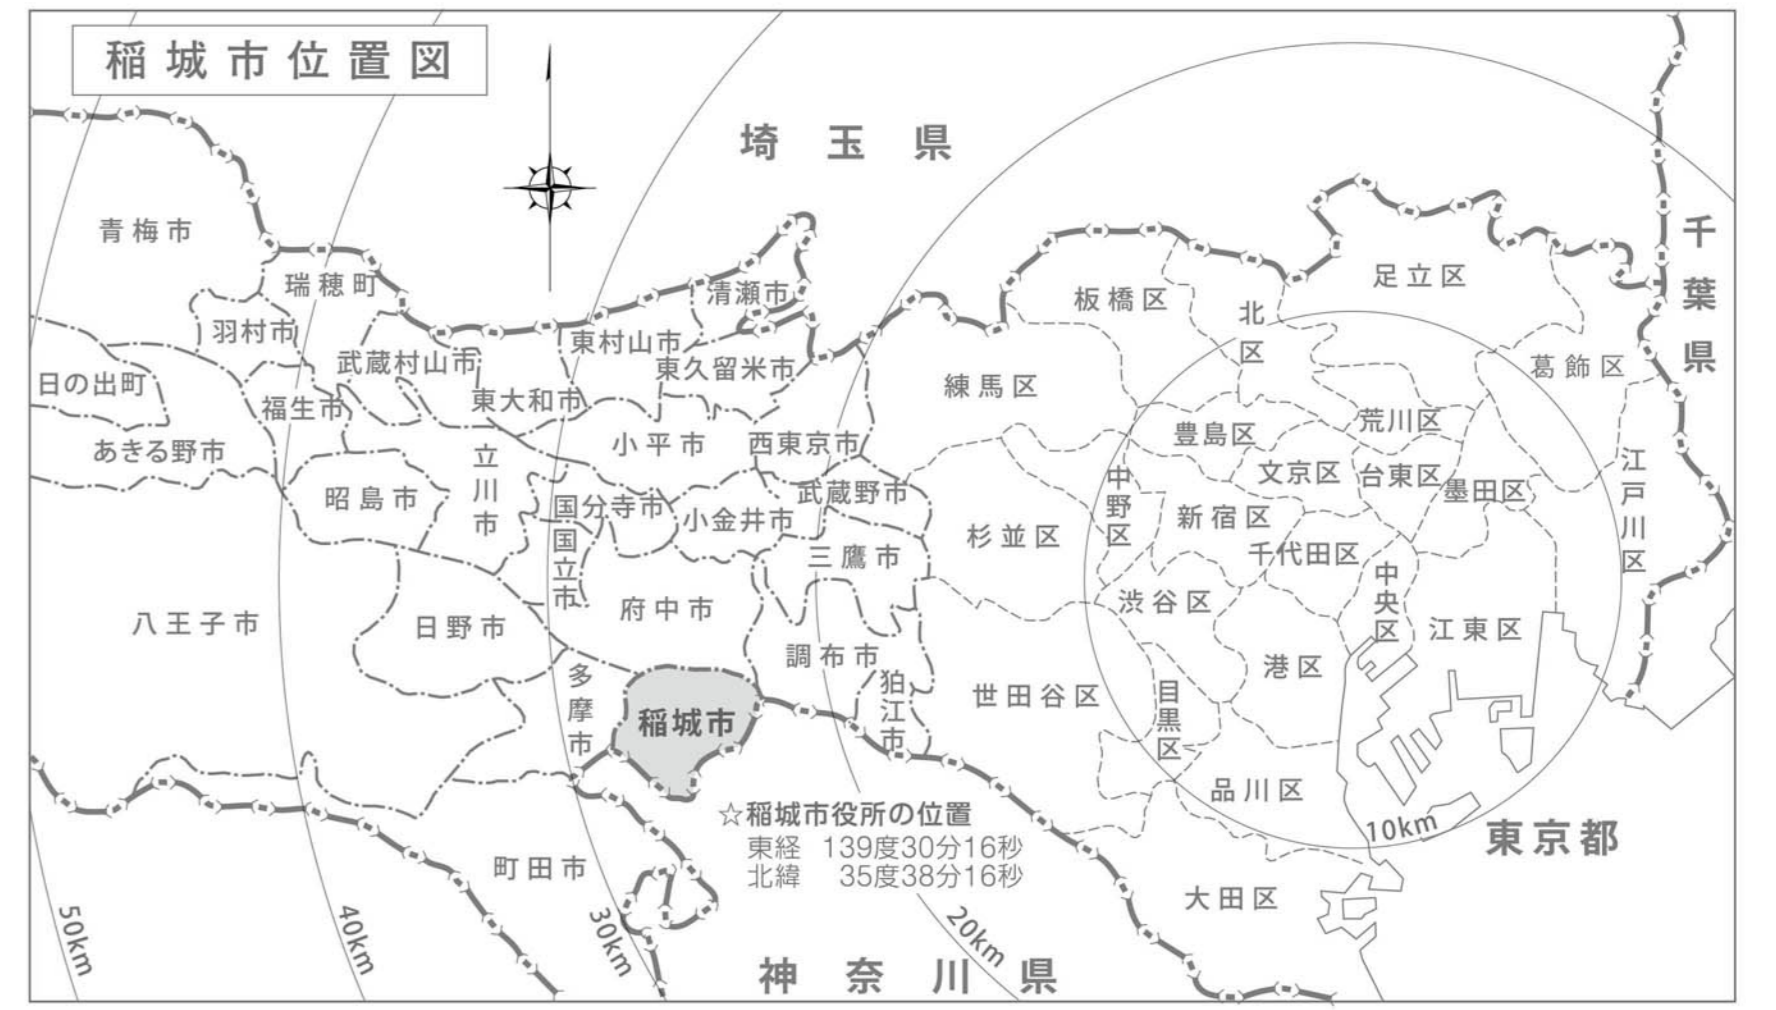 稲城市位置図
埼玉県
千葉県
青梅市
瑞穂町
清瀬市
板橋区
北区
足立区
羽村市
武蔵村山市
東村山市
東久留米市
葛飾区
日の出町
福生市
東大和市
練馬区
あきる野市
立川市
小平市
西東京市
豊島区
荒川区
昭島市
国分寺市
小金井市
武蔵野市
中野区
文京区
台東区
墨田区
江戸川区
新宿区
杉並区
国立市
三鷹市
千代田区
中央区
八王子市
日野市
府中市
渋谷区
江東区
多摩市
調布市
狛江市
世田谷区
目黒区
港区
稲城市
品川区
☆稲城市役所の位置
東経 139度30分16秒
北緯 35度38分16秒
10km
東京都
町田市
大田区
50km
40km
30km
20km
神奈川県